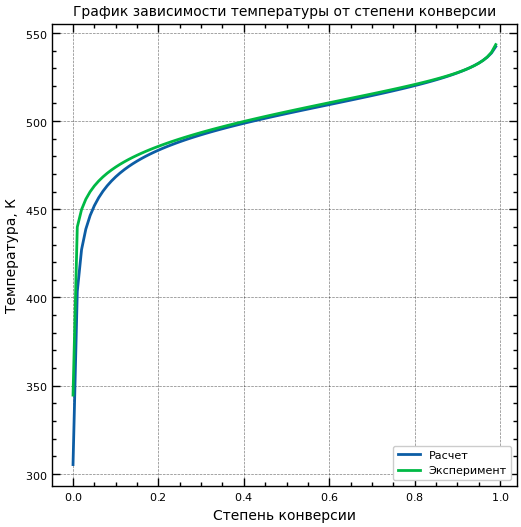 График зависимости температуры от степени конверсии
550
500
450
400
350
300
Температура, К
0.0 0.2 0.4 0.6 0.8 1.0
Степень конверсии
Расчет
Эксперимент